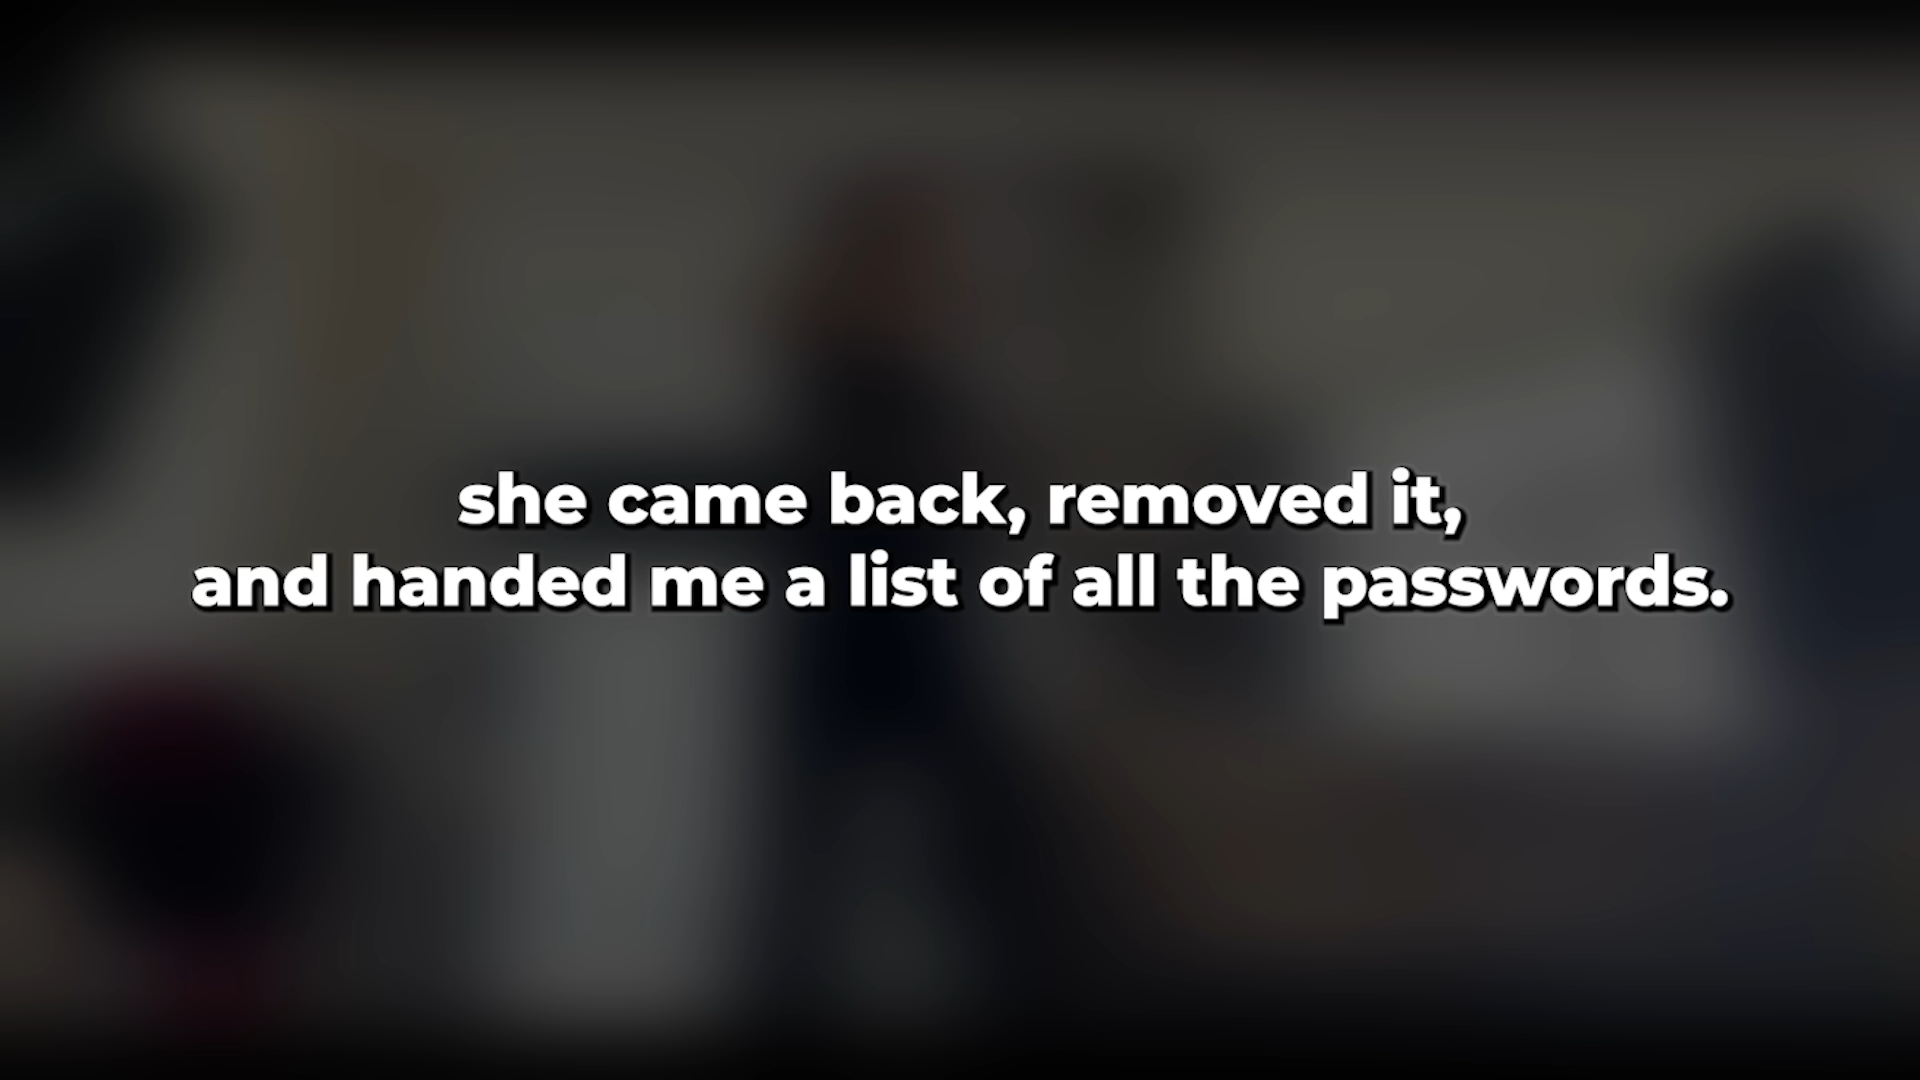 she came back, removed it,
and handed me a list of all the passwords.